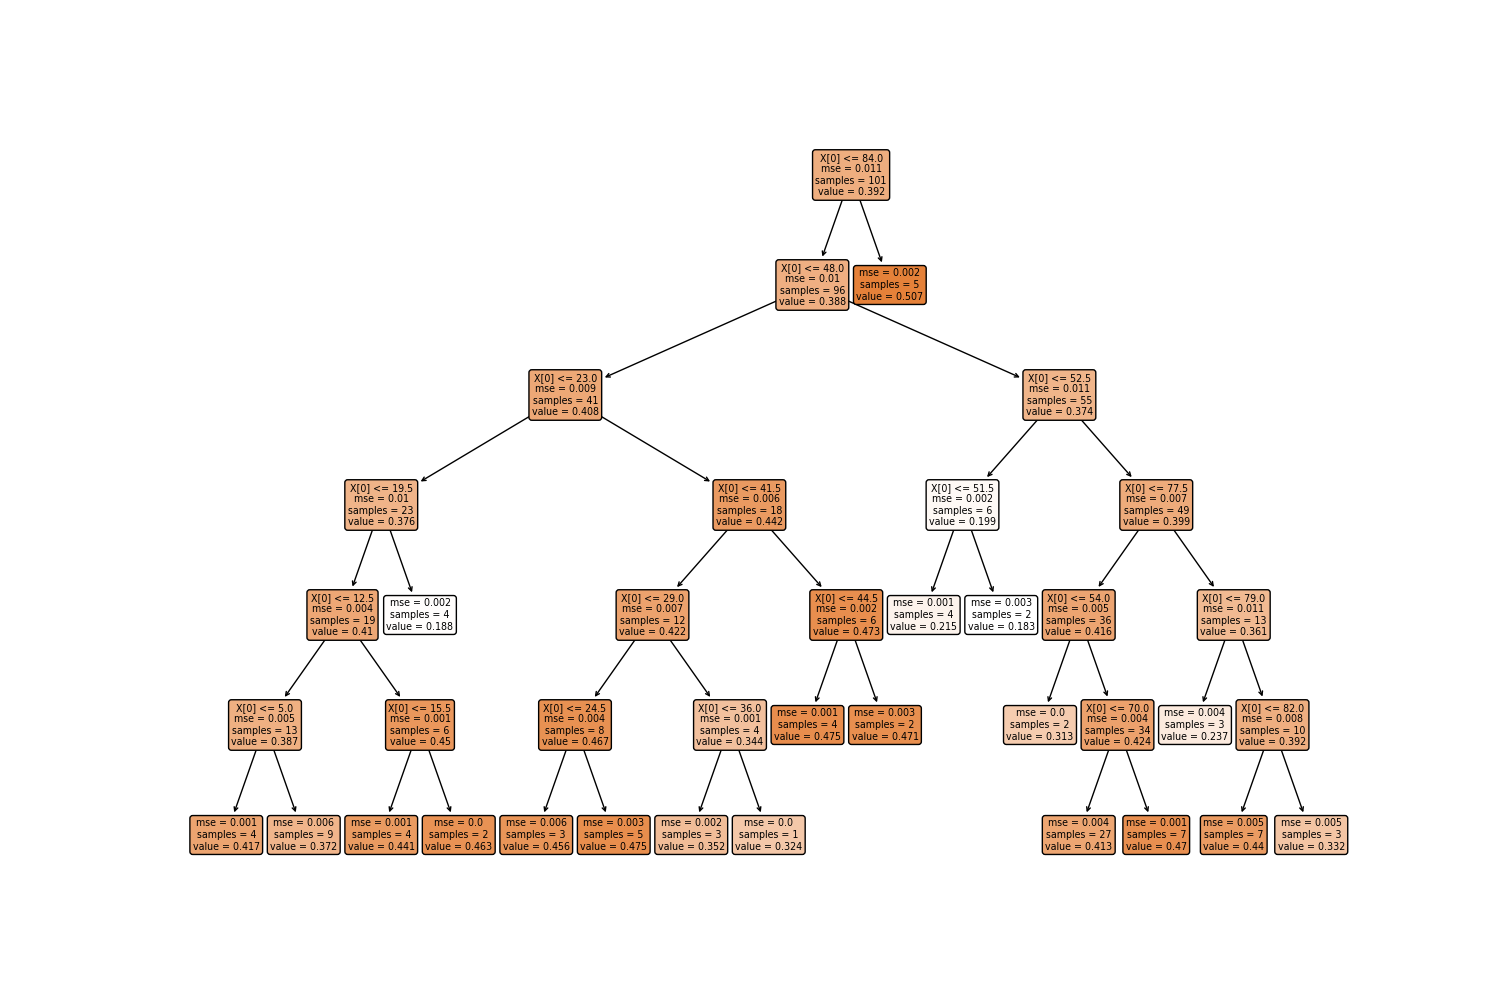 X[0] <= 84.0
mse = 0.011
samples = 101
value = 0.392
X[0] <= 48.0
mse = 0.01
samples = 96
value = 0.388
mse = 0.002
samples = 5
value = 0.507
X[0] <= 23.0
mse = 0.009
samples = 41
value = 0.408
X[0] <= 52.5
mse = 0.011
samples = 55
value = 0.374
X[0] <= 19.5
mse = 0.01
samples = 23
value = 0.376
X[0] <= 41.5
mse = 0.006
samples = 18
value = 0.442
X[0] <= 51.5
mse = 0.002
samples = 6
value = 0.199
X[0] <= 77.5
mse = 0.007
samples = 49
value = 0.399
X[0] <= 12.5
mse = 0.004
samples = 19
value = 0.41
mse = 0.002
samples = 4
value = 0.188
X[0] <= 29.0
mse = 0.007
samples = 12
value = 0.422
X[0] <= 44.5
mse = 0.002
samples = 6
value = 0.473
mse = 0.001
samples = 4
value = 0.215
mse = 0.003
samples = 2
value = 0.183
X[0] <= 54.0
mse = 0.005
samples = 36
value = 0.416
X[0] <= 79.0
mse = 0.011
samples = 13
value = 0.361
X[0] <= 5.0
mse = 0.005
samples = 13
value = 0.387
X[0] <= 15.5
mse = 0.001
samples = 6
value = 0.45
X[0] <= 24.5
mse = 0.004
samples = 8
value = 0.467
X[0] <= 36.0
mse = 0.001
samples = 4
value = 0.344
mse = 0.001
samples = 4
value = 0.475
mse = 0.003
samples = 2
value = 0.471
mse = 0.0
samples = 2
value = 0.313
X[0] <= 70.0
mse = 0.004
samples = 34
value = 0.424
mse = 0.004
samples = 3
value = 0.237
X[0] <= 82.0
mse = 0.008
samples = 10
value = 0.392
mse = 0.001
samples = 4
value = 0.417
mse = 0.006
samples = 9
value = 0.372
mse = 0.001
samples = 4
value = 0.441
mse = 0.0
samples = 2
value = 0.463
mse = 0.006
samples = 3
value = 0.456
mse = 0.003
samples = 5
value = 0.475
mse = 0.002
samples = 3
value = 0.352
mse = 0.0
samples = 1
value = 0.324
mse = 0.004
samples = 27
value = 0.413
mse = 0.001
samples = 7
value = 0.47
mse = 0.005
samples = 7
value = 0.44
mse = 0.005
samples = 3
value = 0.332